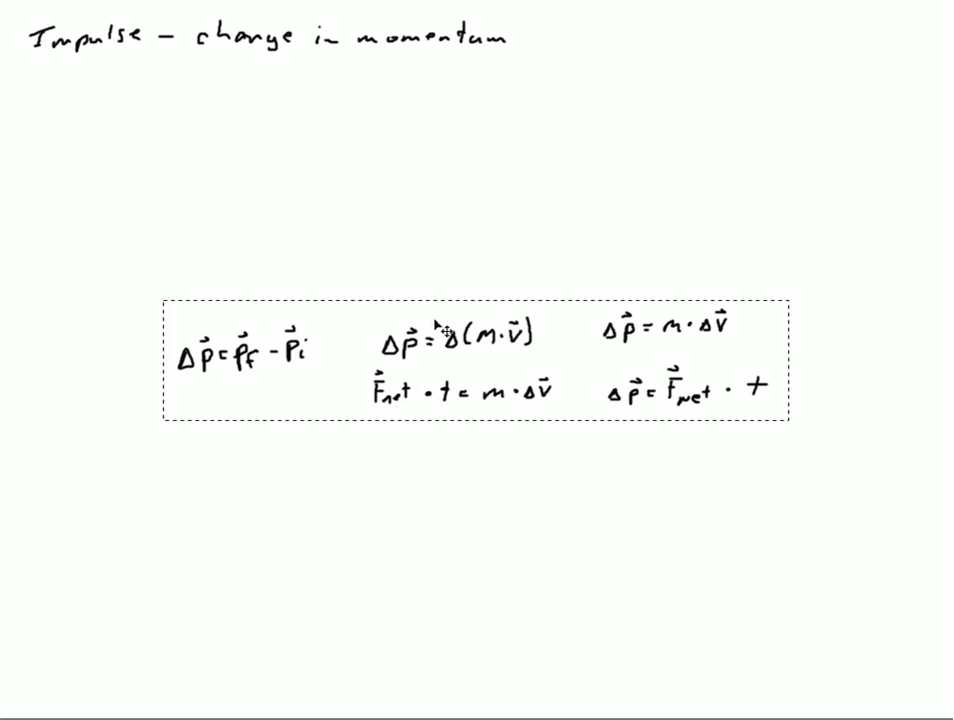 Impulse – change in momentum
Δp⃗ = p⃗f - p⃗i
Δp⃗ = Δ(m·v⃗)
Δp⃗ = m·Δv⃗
F⃗net · t = m·Δv⃗
Δp⃗ = F⃗net · t